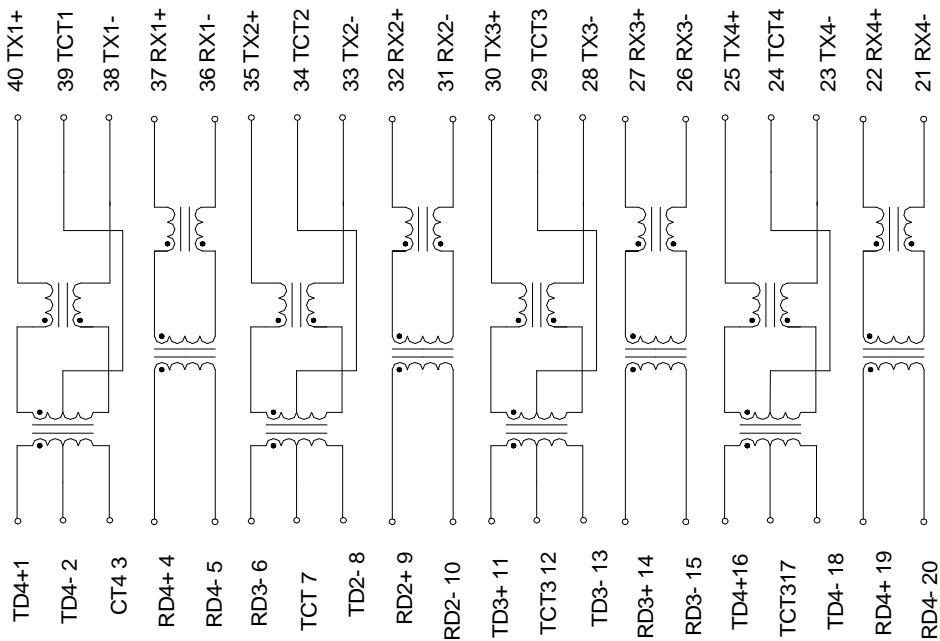 40 TX1+
39 TCT1
38 TX1-
37 RX1+
36 RX1-
35 TX2+
34 TCT2
33 TX2-
32 RX2+
31 RX2-
30 TX3+
29 TCT3
28 TX3-
27 RX3+
26 RX3-
25 TX4+
24 TCT4
23 TX4-
22 RX4+
21 RX4-
TD4+1
TD4- 2
CT4 3
RD4+ 4
RD4- 5
RD3- 6
TCT 7
TD2- 8
RD2+ 9
RD2- 10
TD3+ 11
TCT3 12
TD3- 13
RD3+ 14
RD3- 15
TD4+16
TCT317
TD4- 18
RD4+ 19
RD4- 20